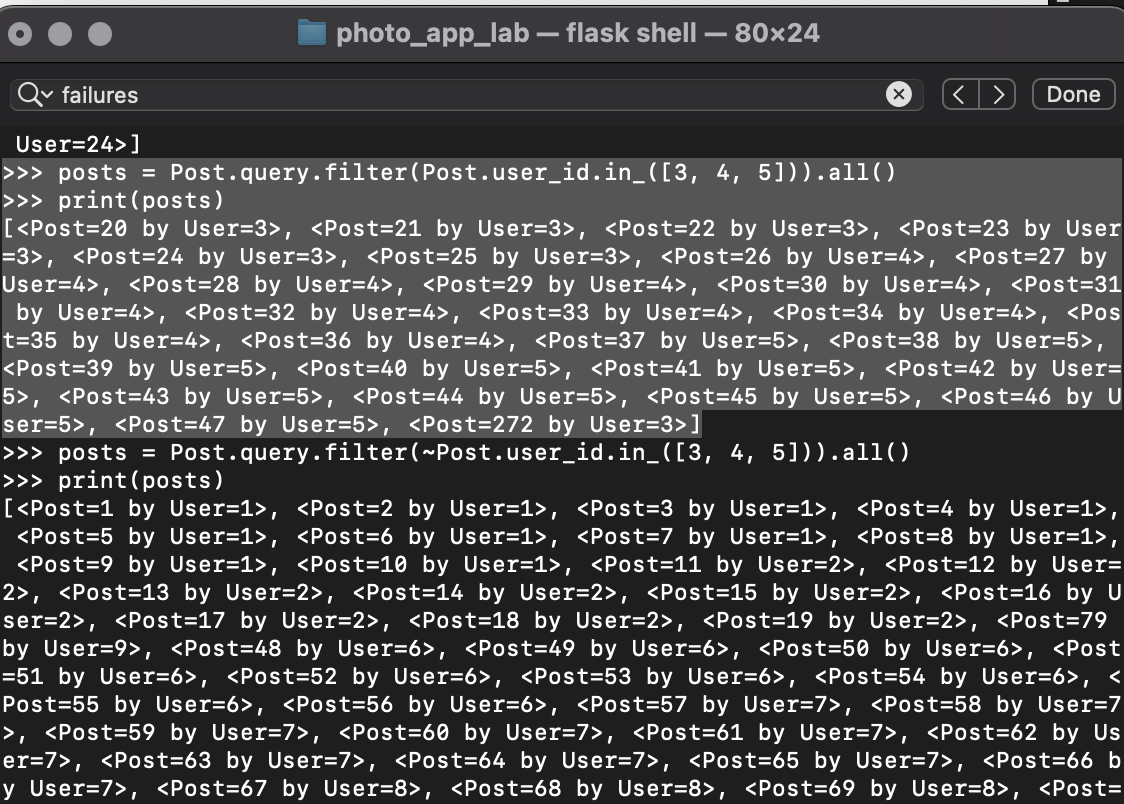 photo_app_lab — flask shell — 80×24
failures
Done
User=24>]
>>> posts = Post.query.filter(Post.user_id.in_([3, 4, 5])).all()
>>> print(posts)
[<Post=20 by User=3>, <Post=21 by User=3>, <Post=22 by User=3>, <Post=23 by User
=3>, <Post=24 by User=3>, <Post=25 by User=3>, <Post=26 by User=4>, <Post=27 by
User=4>, <Post=28 by User=4>, <Post=29 by User=4>, <Post=30 by User=4>, <Post=31
 by User=4>, <Post=32 by User=4>, <Post=33 by User=4>, <Post=34 by User=4>, <Pos
t=35 by User=4>, <Post=36 by User=4>, <Post=37 by User=5>, <Post=38 by User=5>,
<Post=39 by User=5>, <Post=40 by User=5>, <Post=41 by User=5>, <Post=42 by User=
5>, <Post=43 by User=5>, <Post=44 by User=5>, <Post=45 by User=5>, <Post=46 by U
ser=5>, <Post=47 by User=5>, <Post=272 by User=3>]
>>> posts = Post.query.filter(~Post.user_id.in_([3, 4, 5])).all()
>>> print(posts)
[<Post=1 by User=1>, <Post=2 by User=1>, <Post=3 by User=1>, <Post=4 by User=1>,
 <Post=5 by User=1>, <Post=6 by User=1>, <Post=7 by User=1>, <Post=8 by User=1>,
 <Post=9 by User=1>, <Post=10 by User=1>, <Post=11 by User=2>, <Post=12 by User=
2>, <Post=13 by User=2>, <Post=14 by User=2>, <Post=15 by User=2>, <Post=16 by U
ser=2>, <Post=17 by User=2>, <Post=18 by User=2>, <Post=19 by User=2>, <Post=79
by User=9>, <Post=48 by User=6>, <Post=49 by User=6>, <Post=50 by User=6>, <Post
=51 by User=6>, <Post=52 by User=6>, <Post=53 by User=6>, <Post=54 by User=6>, <
Post=55 by User=6>, <Post=56 by User=6>, <Post=57 by User=7>, <Post=58 by User=7
>, <Post=59 by User=7>, <Post=60 by User=7>, <Post=61 by User=7>, <Post=62 by Us
er=7>, <Post=63 by User=7>, <Post=64 by User=7>, <Post=65 by User=7>, <Post=66 b
y User=7>, <Post=67 by User=8>, <Post=68 by User=8>, <Post=69 by User=8>, <Post=